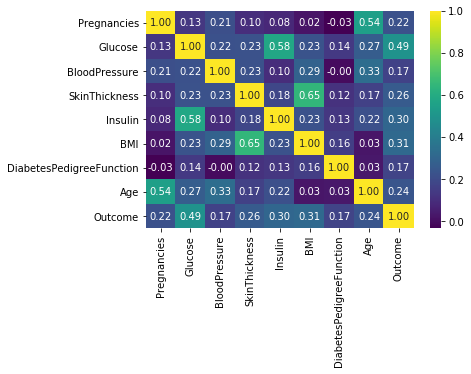 Pregnancies 1.00 0.13 0.21 0.10 0.08 0.02 -0.03 0.54 0.22
Glucose 0.13 1.00 0.22 0.23 0.58 0.23 0.14 0.27 0.49
BloodPressure 0.21 0.22 1.00 0.23 0.10 0.29 -0.00 0.33 0.17
SkinThickness 0.10 0.23 0.23 1.00 0.18 0.65 0.12 0.17 0.26
Insulin 0.08 0.58 0.10 0.18 1.00 0.23 0.13 0.22 0.30
BMI 0.02 0.23 0.29 0.65 0.23 1.00 0.16 0.03 0.31
DiabetesPedigreeFunction -0.03 0.14 -0.00 0.12 0.13 0.16 1.00 0.03 0.17
Age 0.54 0.27 0.33 0.17 0.22 0.03 0.03 1.00 0.24
Outcome 0.22 0.49 0.17 0.26 0.30 0.31 0.17 0.24 1.00
Pregnancies
Glucose
BloodPressure
SkinThickness
Insulin
BMI
DiabetesPedigreeFunction
Age
Outcome
1.0
0.8
0.6
0.4
0.2
0.0